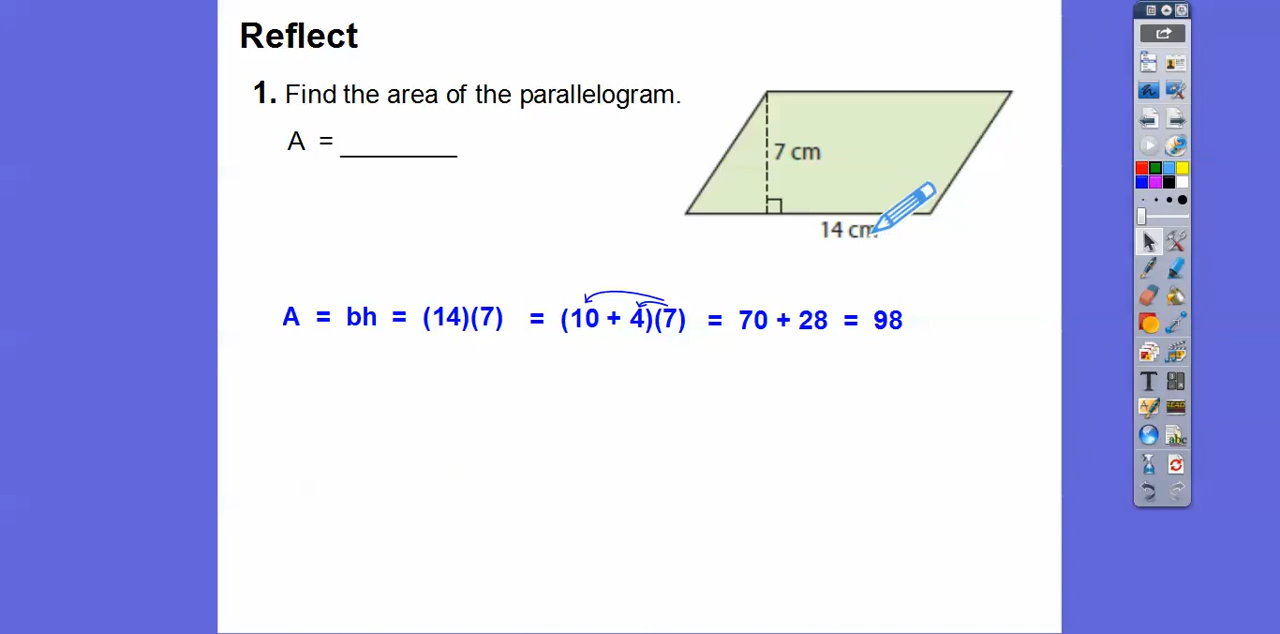 Reflect
1. Find the area of the parallelogram.
A = ________
7 cm
14 cm
A = bh = (14)(7) = (10 + 4)(7) = 70 + 28 = 98